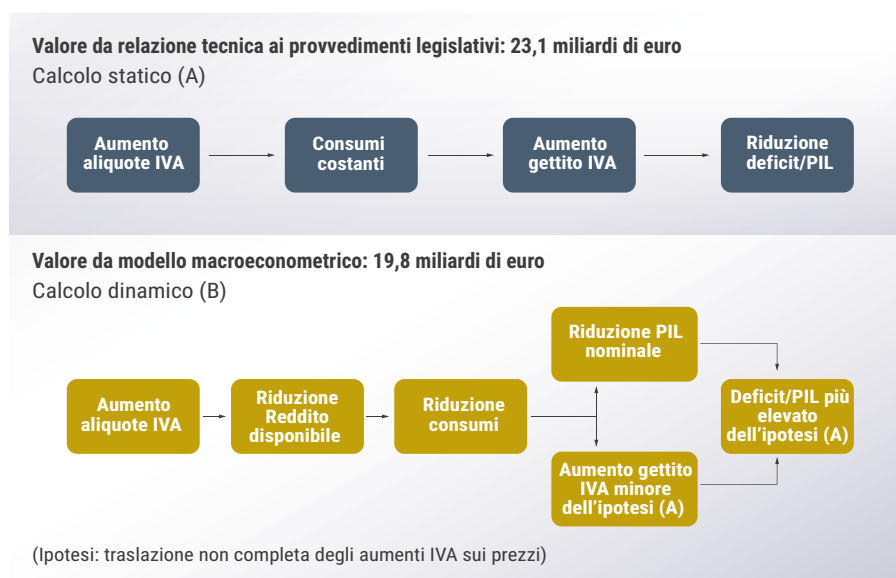 Valore da relazione tecnica ai provvedimenti legislativi: 23,1 miliardi di euro
Calcolo statico (A)
Aumento
aliquote IVA
Consumi
costanti
Aumento
gettito IVA
Riduzione
deficit/PIL
Valore da modello macroeconometrico: 19,8 miliardi di euro
Calcolo dinamico (B)
Aumento
aliquote IVA
Riduzione
Reddito
disponibile
Riduzione
consumi
Riduzione PIL
nominale
Aumento gettito
IVA minore
dell'ipotesi (A)
Deficit/PIL più
elevato
dell'ipotesi (A)
(Ipotesi: traslazione non completa degli aumenti IVA sui prezzi)